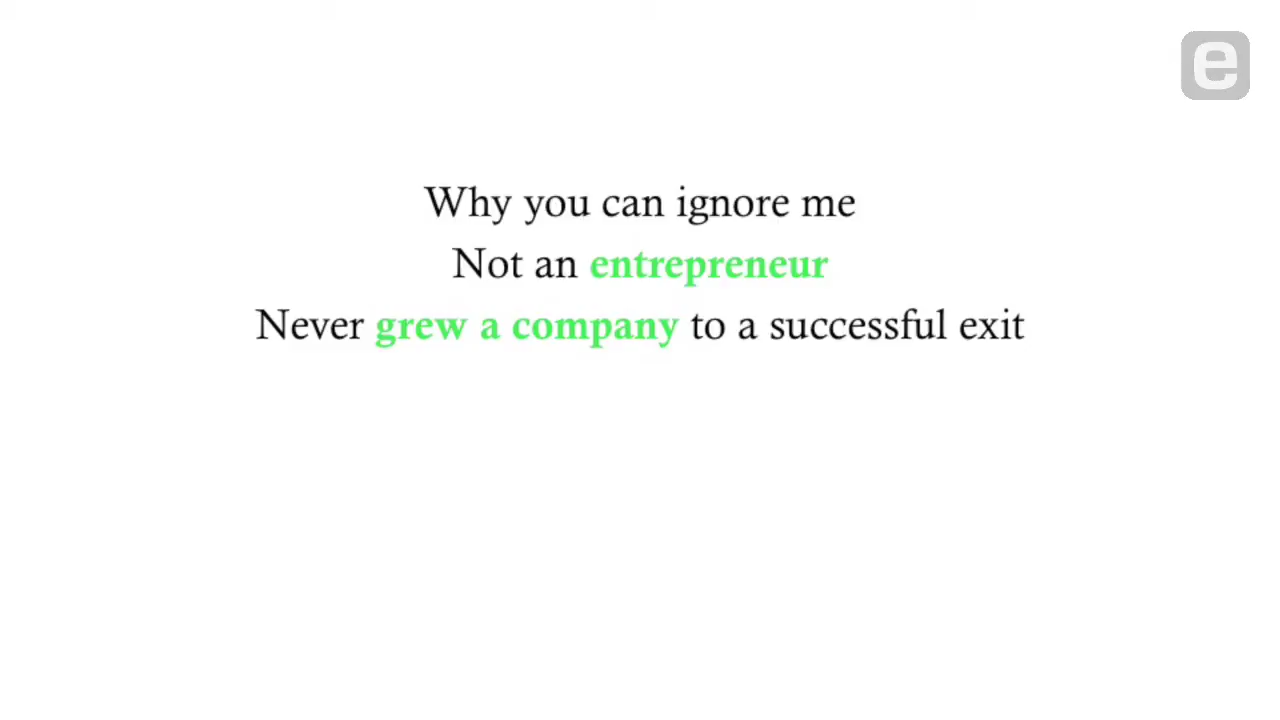 e
Why you can ignore me
Not an entrepreneur
Never grew a company to a successful exit